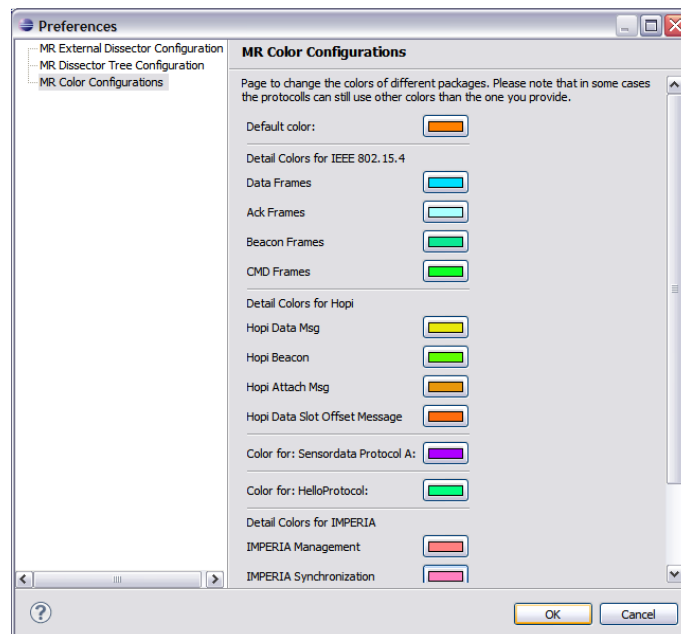 Preferences
MR External Dissector Configuration
MR Dissector Tree Configuration
MR Color Configurations
MR Color Configurations
Page to change the colors of different packages. Please note that in some cases
the protocolls can still use other colors than the one you provide.
Default color:
Detail Colors for IEEE 802.15.4
Data Frames
Ack Frames
Beacon Frames
CMD Frames
Detail Colors for Hopi
Hopi Data Msg
Hopi Beacon
Hopi Attach Msg
Hopi Data Slot Offset Message
Color for: Sensordata Protocol A:
Color for: HelloProtocol:
Detail Colors for IMPERIA
IMPERIA Management
IMPERIA Synchronization
?
OK
Cancel